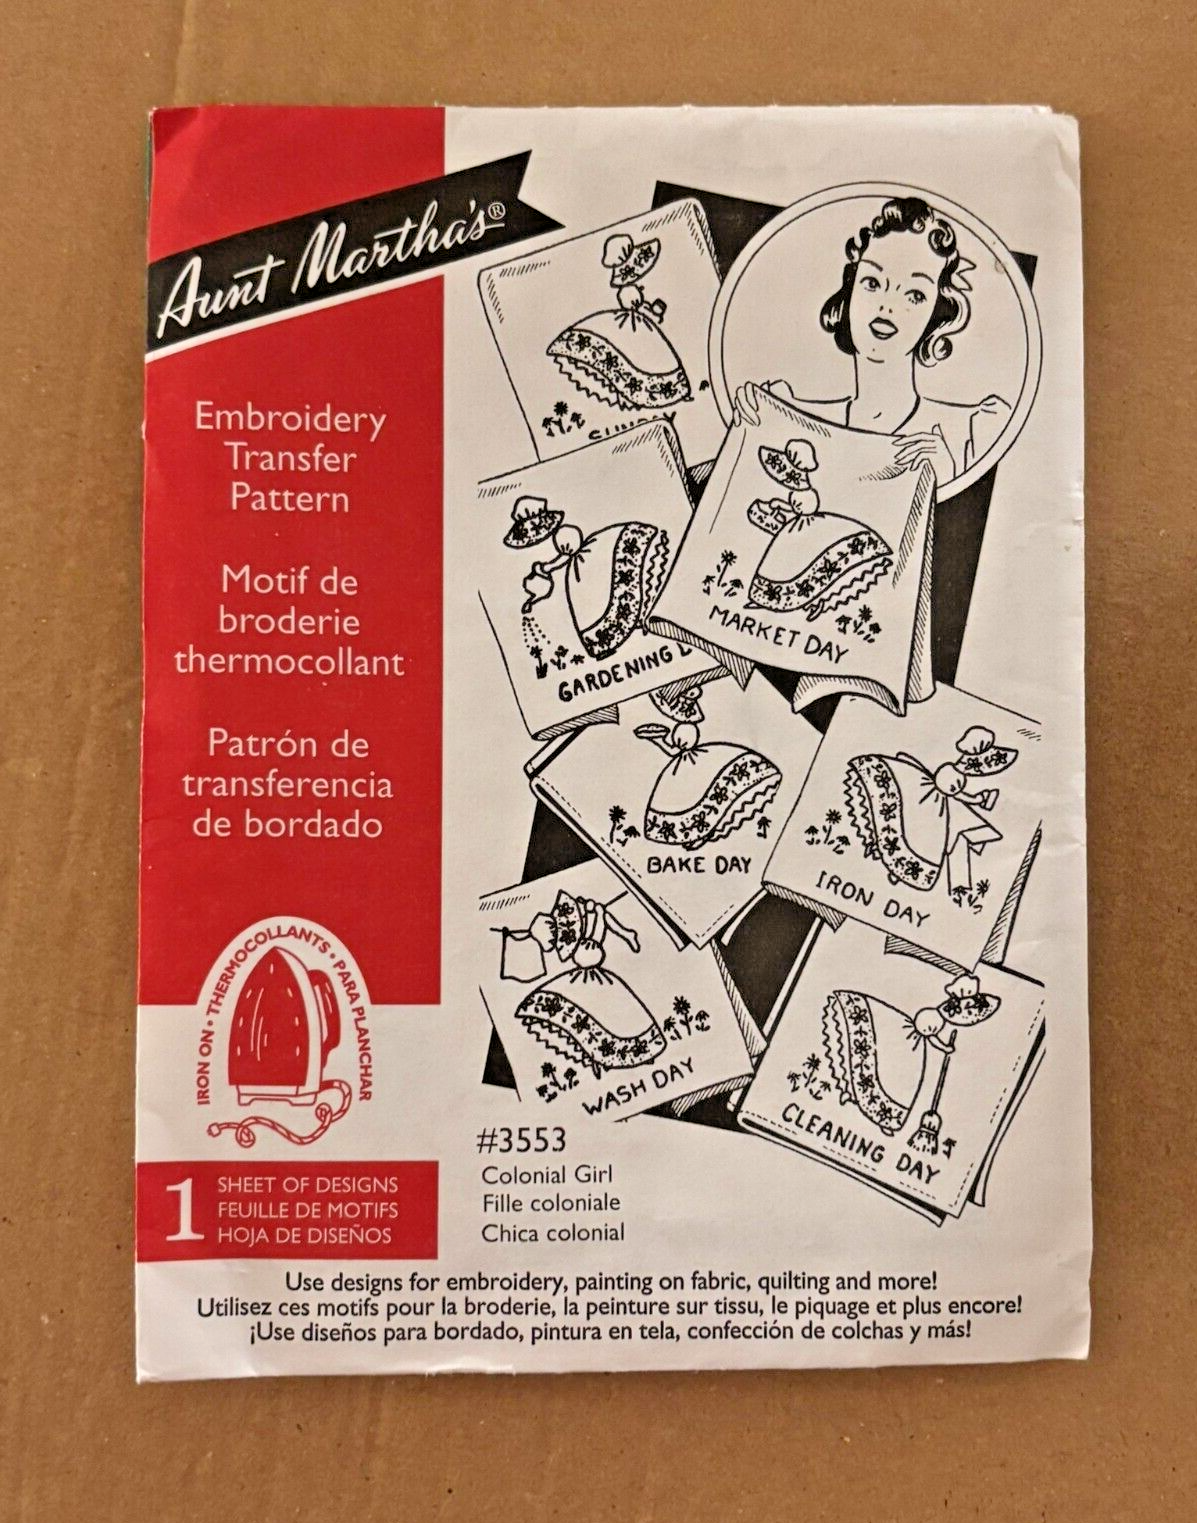 Aunt Martha's®
Embroidery
Transfer
Pattern
Motif de
broderie
thermocollant
Patrón de
transferencia
de bordado
IRON ON • THERMOCOLLANTS • PARA PLANCHAR
1
SHEET OF DESIGNS
FEUILLE DE MOTIFS
HOJA DE DISEÑOS
MARKET DAY
GARDENING
BAKE DAY
IRON DAY
WASH DAY
CLEANING DAY
#3553
Colonial Girl
Fille coloniale
Chica colonial
Use designs for embroidery, painting on fabric, quilting and more!
Utilisez ces motifs pour la broderie, la peinture sur tissu, le piquage et plus encore!
¡Use diseños para bordado, pintura en tela, confección de colchas y más!